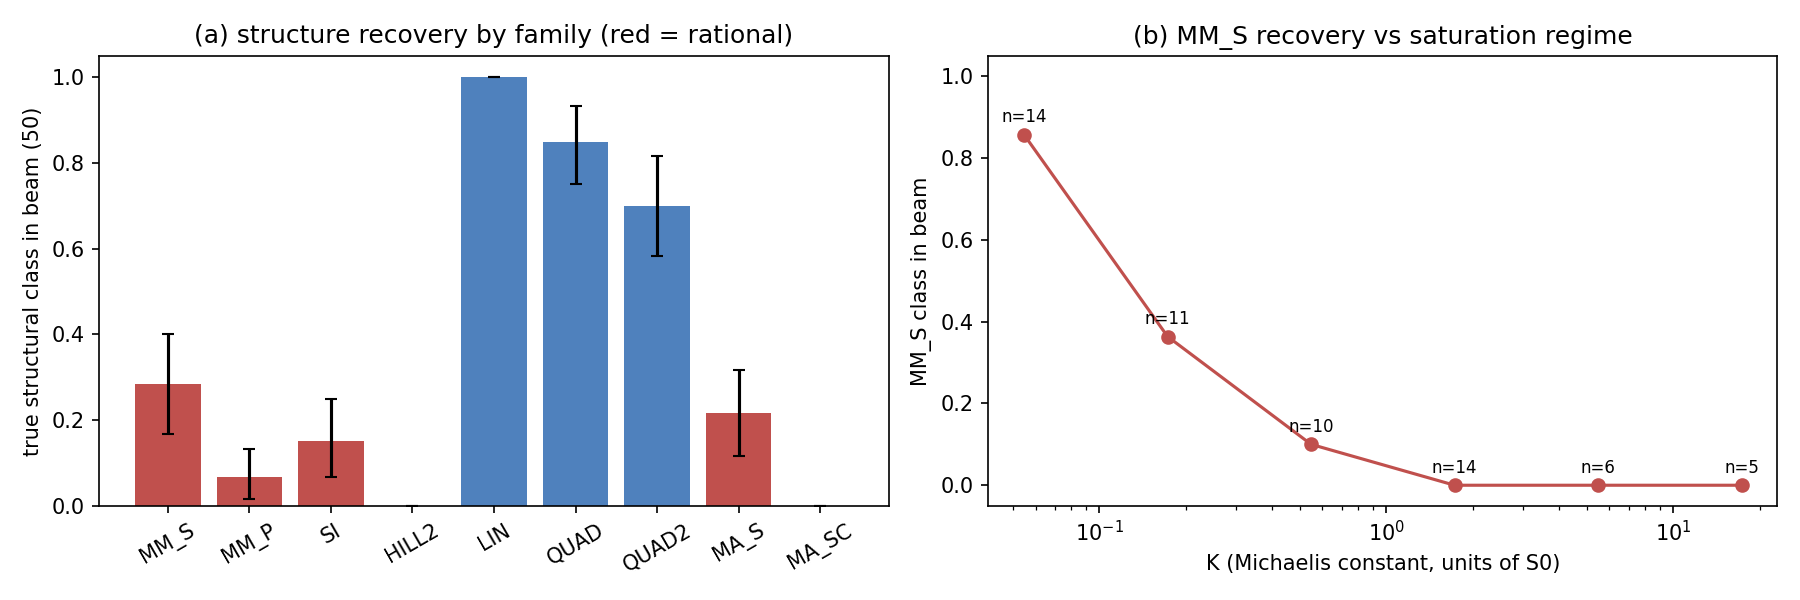 (a) structure recovery by family (red = rational)
true structural class in beam (50)
1.0
0.8
0.6
0.4
0.2
0.0
MM_S
MM_P
SI
HILL2
LIN
QUAD
QUAD2
MA_S
MA_SC
(b) MM_S recovery vs saturation regime
MM_S class in beam
1.0
0.8
0.6
0.4
0.2
0.0
n=14
n=11
n=10
n=14
n=6
n=5
10⁻¹
10⁰
10¹
K (Michaelis constant, units of S0)